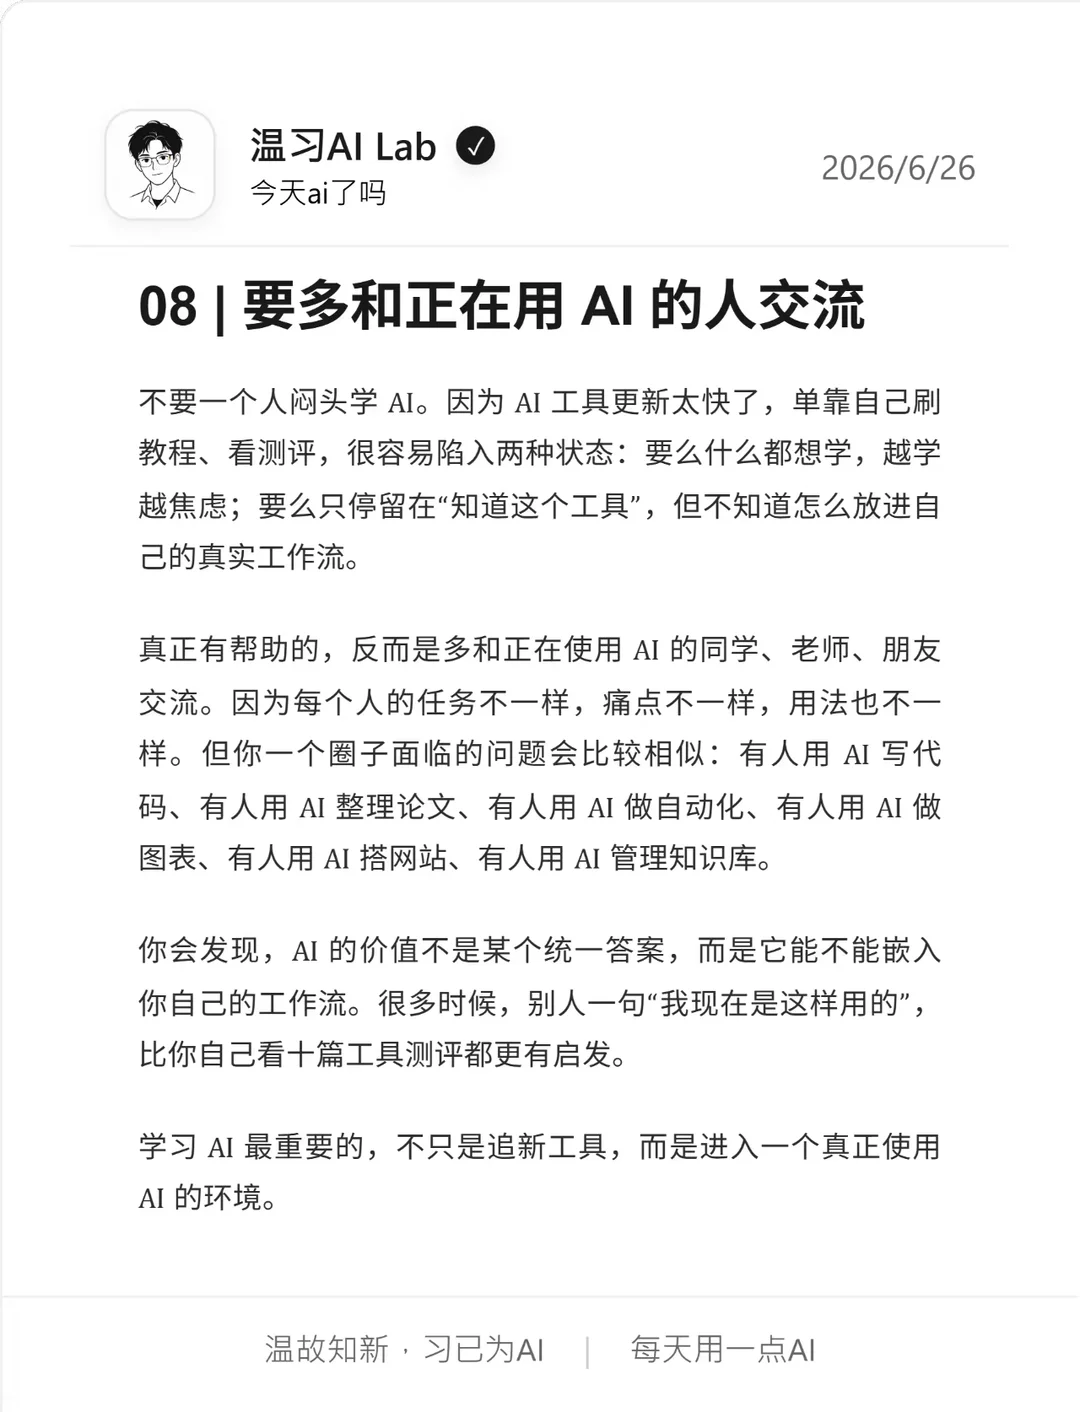 温习AI Lab
今天ai了吗
2026/6/26
08 | 要多和正在用 AI 的人交流
不要一个人闷头学 AI。因为 AI 工具更新太快了，单靠自己刷
教程、看测评，很容易陷入两种状态：要么什么都想学，越学
越焦虑；要么只停留在“知道这个工具”，但不知道怎么放进自
己的真实工作流。
真正有帮助的，反而是多和正在使用 AI 的同学、老师、朋友
交流。因为每个人的任务不一样，痛点不一样，用法也不一
样。但你一个圈子面临的问题会比较相似：有人用 AI 写代
码、有人用 AI 整理论文、有人用 AI 做自动化、有人用 AI 做
图表、有人用 AI 搭网站、有人用 AI 管理知识库。
你会发现，AI 的价值不是某个统一答案，而是它能不能嵌入
你自己的工作流。很多时候，别人一句“我现在是这样用的”，
比你自己看十篇工具测评都更有启发。
学习 AI 最重要的，不只是追新工具，而是进入一个真正使用
AI 的环境。
温故知新，习已为AI | 每天用一点AI